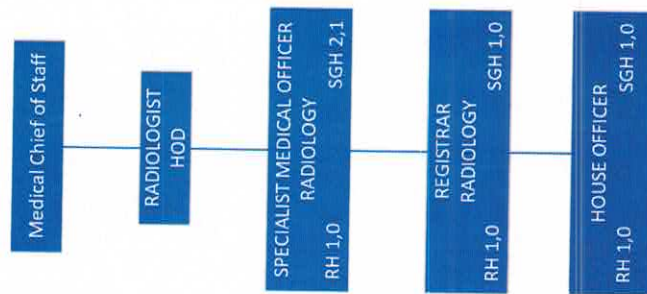 Medical Chief of Staff
RADIOLOGIST
HOD
SPECIALIST MEDICAL OFFICER
RADIOLOGY
RH 1,0 SGH 2,1
REGISTRAR
RADIOLOGY
RH 1,0 SGH 1,0
HOUSE OFFICER
RH 1,0 SGH 1,0